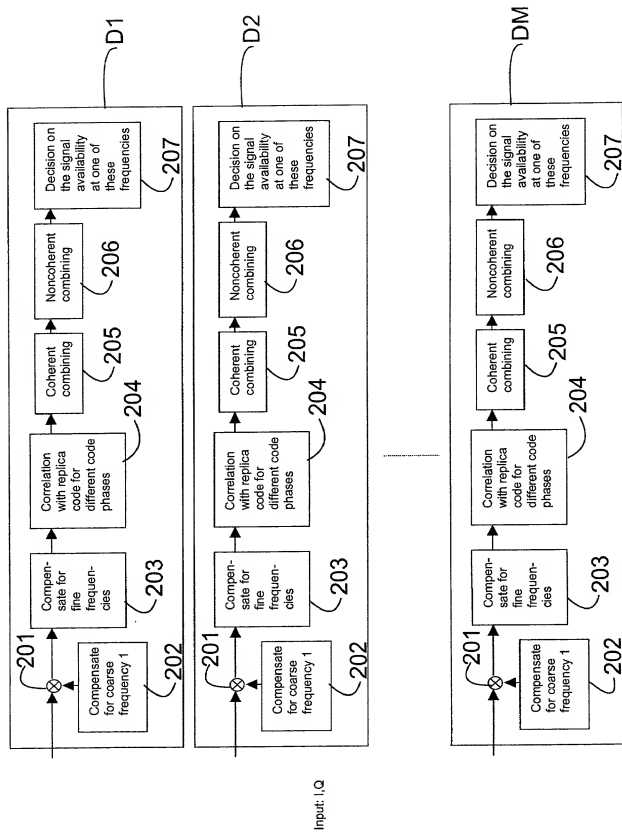 Input: I,Q
D1
201
Compensate
for coarse
frequency 1
202
Compen-
sate for
fine
frequen-
cies
203
Correlation
with replica
code for
different code
phases
204
Coherent
combining
205
Noncoherent
combining
206
Decision on
the signal
availability
at one of
these
frequencies
207
D2
201
Compensate
for coarse
frequency 1
202
Compen-
sate for
fine
frequen-
cies
203
Correlation
with replica
code for
different code
phases
204
Coherent
combining
205
Noncoherent
combining
206
Decision on
the signal
availability
at one of
these
frequencies
207
DM
201
Compensate
for coarse
frequency 1
202
Compen-
sate for
fine
frequen-
cies
203
Correlation
with replica
code for
different code
phases
204
Coherent
combining
205
Noncoherent
combining
206
Decision on
the signal
availability
at one of
these
frequencies
207